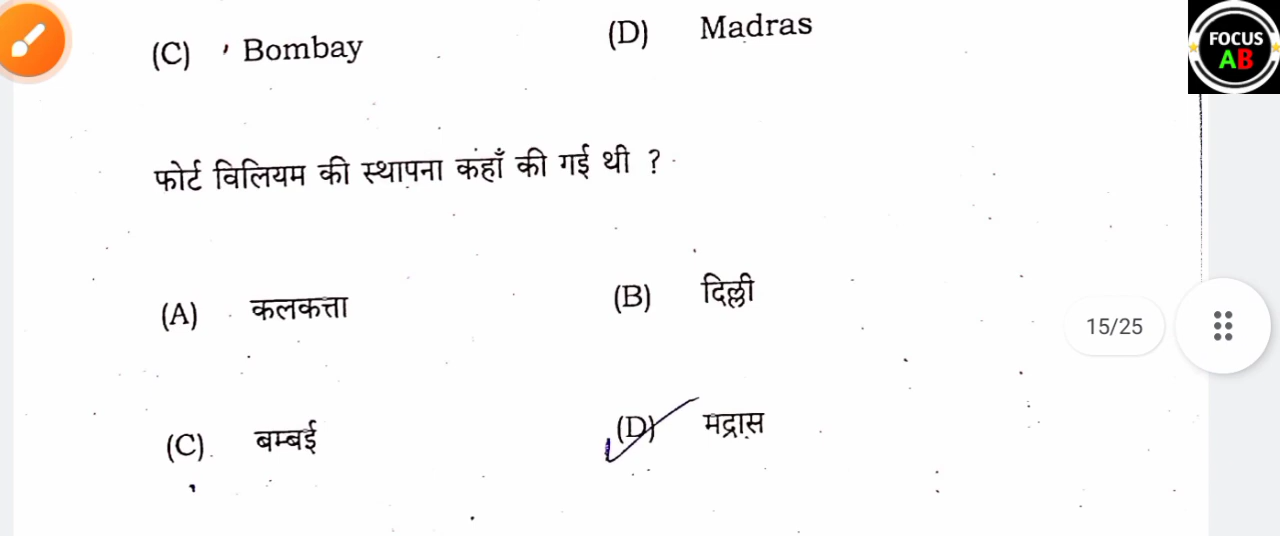 (C) Bombay (D) Madras
FOCUS
AB
फोर्ट विलियम की स्थापना कहाँ की गई थी ?
(A) कलकत्ता (B) दिल्ली
15/25
(C) बम्बई (D) मद्रास